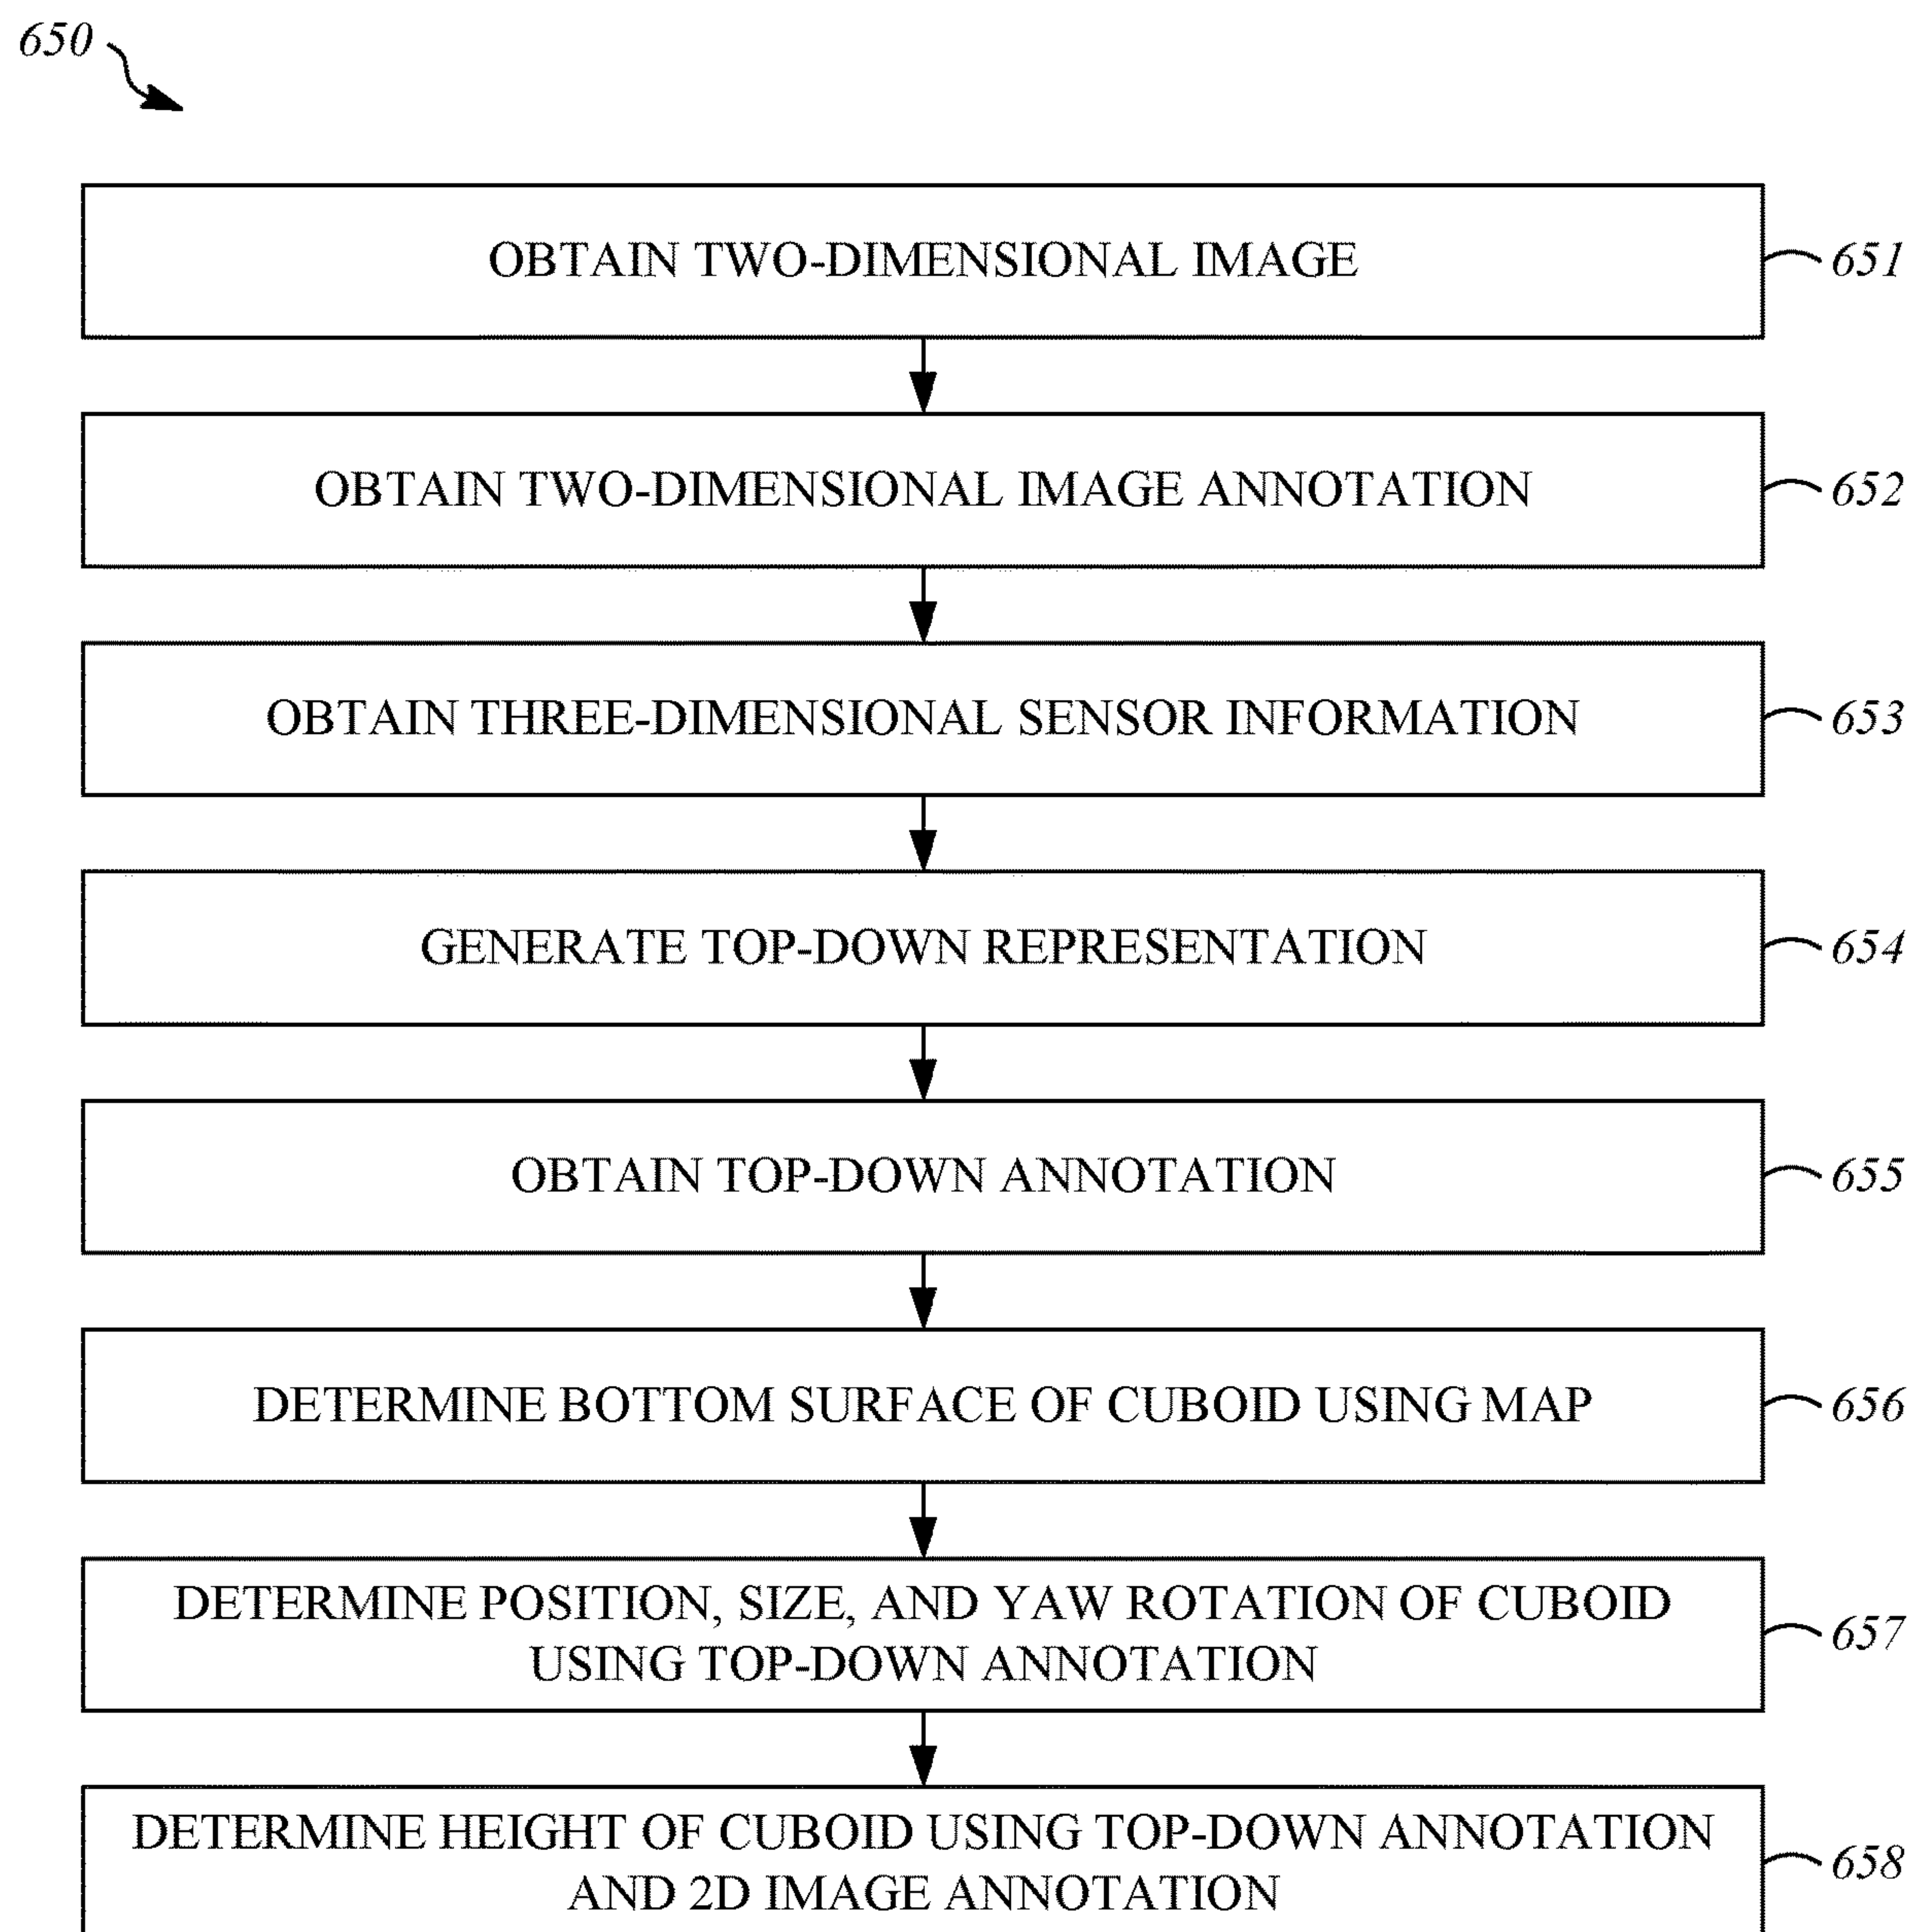 650
OBTAIN TWO-DIMENSIONAL IMAGE
651
OBTAIN TWO-DIMENSIONAL IMAGE ANNOTATION
652
OBTAIN THREE-DIMENSIONAL SENSOR INFORMATION
653
GENERATE TOP-DOWN REPRESENTATION
654
OBTAIN TOP-DOWN ANNOTATION
655
DETERMINE BOTTOM SURFACE OF CUBOID USING MAP
656
DETERMINE POSITION, SIZE, AND YAW ROTATION OF CUBOID
USING TOP-DOWN ANNOTATION
657
DETERMINE HEIGHT OF CUBOID USING TOP-DOWN ANNOTATION
AND 2D IMAGE ANNOTATION
658